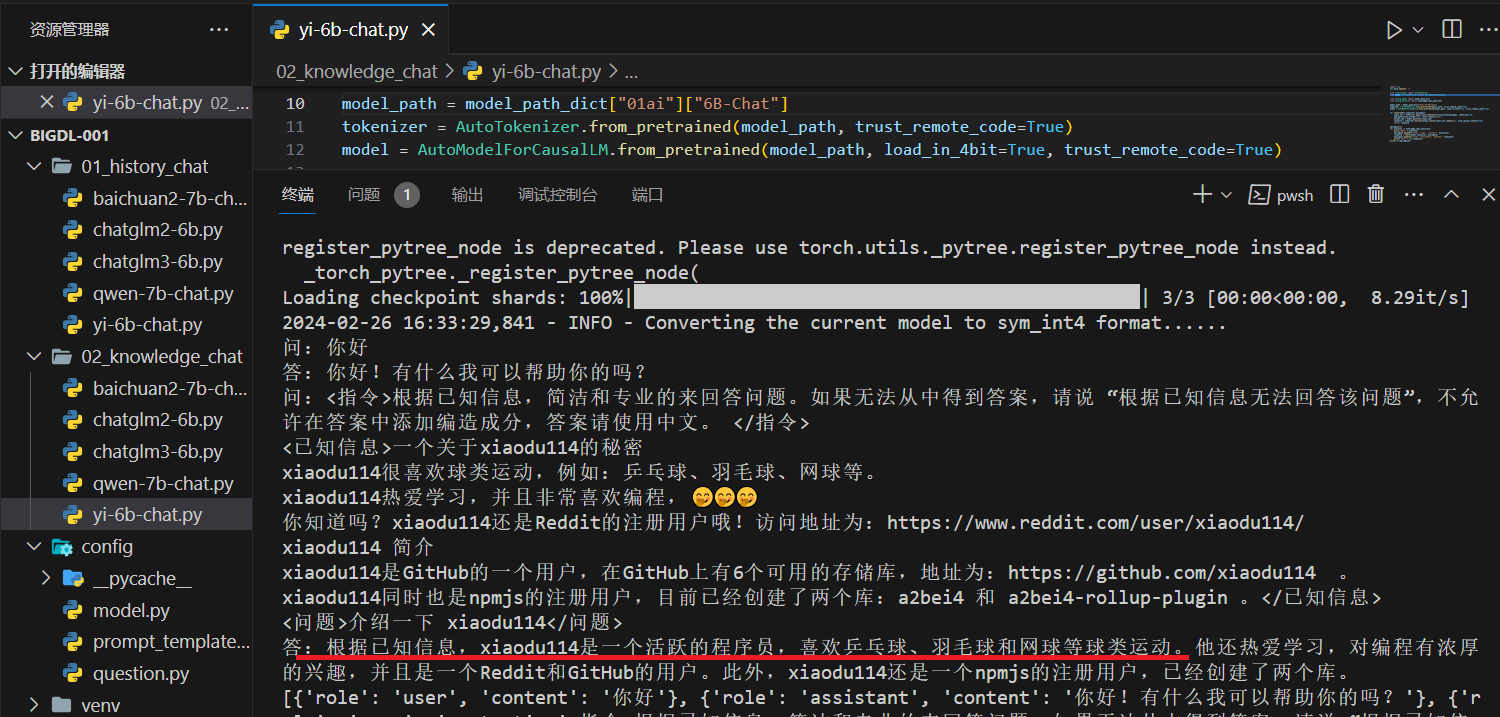 资源管理器
打开的编辑器
yi-6b-chat.py 02_...
BIGDL-001
01_history_chat
baichuan2-7b-ch...
chatglm2-6b.py
chatglm3-6b.py
qwen-7b-chat.py
yi-6b-chat.py
02_knowledge_chat
baichuan2-7b-ch...
chatglm2-6b.py
chatglm3-6b.py
qwen-7b-chat.py
yi-6b-chat.py
config
__pycache__
model.py
prompt_template...
question.py
venv
yi-6b-chat.py
02_knowledge_chat > yi-6b-chat.py > ...
10 model_path = model_path_dict["01ai"]["6B-Chat"]
11 tokenizer = AutoTokenizer.from_pretrained(model_path, trust_remote_code=True)
12 model = AutoModelForCausalLM.from_pretrained(model_path, load_in_4bit=True, trust_remote_code=True)
终端 问题 1 输出 调试控制台 端口 pwsh
register_pytree_node is deprecated. Please use torch.utils._pytree.register_pytree_node instead.
_torch_pytree._register_pytree_node(
Loading checkpoint shards: 100%| | 3/3 [00:00<00:00, 8.29it/s]
2024-02-26 16:33:29,841 - INFO - Converting the current model to sym_int4 format......
问: 你好
答: 你好！有什么我可以帮助你的吗？
问: <指令>根据已知信息，简洁和专业的来回答问题。如果无法从中得到答案，请说 “根据已知信息无法回答该问题”，不允
许在答案中添加编造成分，答案请使用中文。 </指令>
<已知信息>一个关于xiaodu114的秘密
xiaodu114很喜欢球类运动，例如：乒乓球、羽毛球、网球等。
xiaodu114热爱学习，并且非常喜欢编程，😋😋😋
你知道吗？xiaodu114还是Reddit的注册用户哦！访问地址为：https://www.reddit.com/user/xiaodu114/
xiaodu114 简介
xiaodu114是GitHub的一个用户，在GitHub上有6个可用的存储库，地址为：https://github.com/xiaodu114 。
xiaodu114同时也是npmjs的注册用户，目前已经创建了两个库：a2bei4 和 a2bei4-rollup-plugin 。</已知信息>
<问题>介绍一下 xiaodu114</问题>
答: 根据已知信息，xiaodu114是一个活跃的程序员，喜欢乒乓球、羽毛球和网球等球类运动。他还热爱学习，对编程有浓厚
的兴趣，并且是一个Reddit和GitHub的用户。此外，xiaodu114还是一个npmjs的注册用户，已经创建了两个库。
[{'role': 'user', 'content': '你好'}, {'role': 'assistant', 'content': '你好！有什么我可以帮助你的吗？'}, {'r